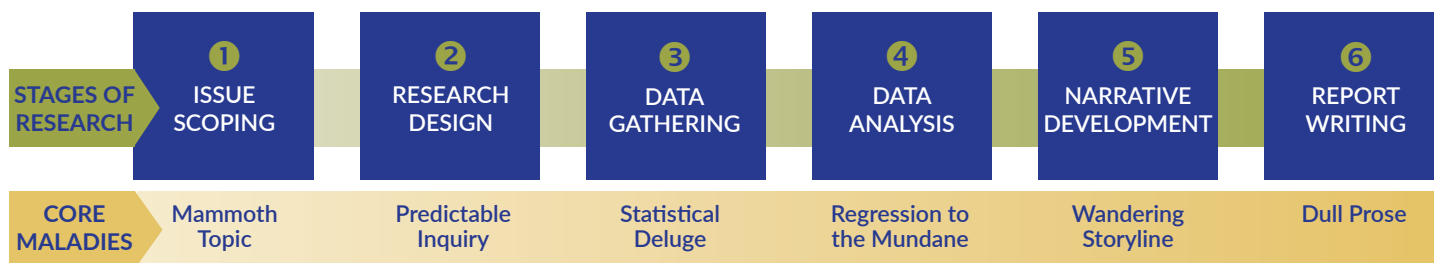 STAGES OF
RESEARCH
1
ISSUE
SCOPING
2
RESEARCH
DESIGN
3
DATA
GATHERING
4
DATA
ANALYSIS
5
NARRATIVE
DEVELOPMENT
6
REPORT
WRITING
CORE
MALADIES
Mammoth
Topic
Predictable
Inquiry
Statistical
Deluge
Regression to
the Mundane
Wandering
Storyline
Dull Prose